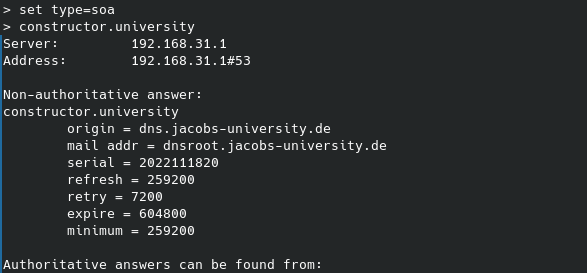 > set type=soa
> constructor.university
Server:         192.168.31.1
Address:        192.168.31.1#53

Non-authoritative answer:
constructor.university
        origin = dns.jacobs-university.de
        mail addr = dnsroot.jacobs-university.de
        serial = 2022111820
        refresh = 259200
        retry = 7200
        expire = 604800
        minimum = 259200

Authoritative answers can be found from: